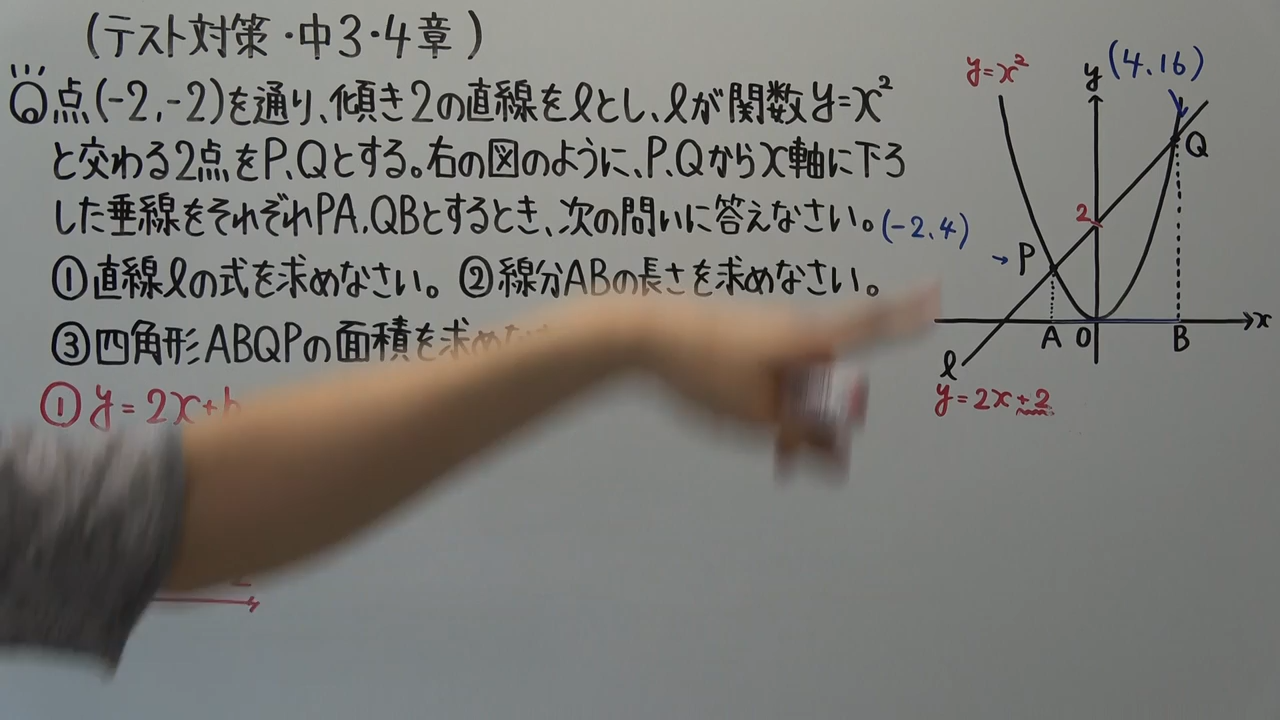 (テスト対策・中3・4章)
Q点(-2,-2)を通り、傾き2の直線をℓとし、ℓが関数y=x²
と交わる2点をP,Qとする。右の図のように、P,Qからx軸に下ろ
した垂線をそれぞれPA,QBとするとき、次の問いに答えなさい。
①直線ℓの式を求めなさい。②線分ABの長さを求めなさい。
③四角形ABQPの面積を求め
①y=2x+b
y=x²
y
(4,16)
Q
2
(-2,4)
→P
A
O
B
x
ℓ
y=2x+2